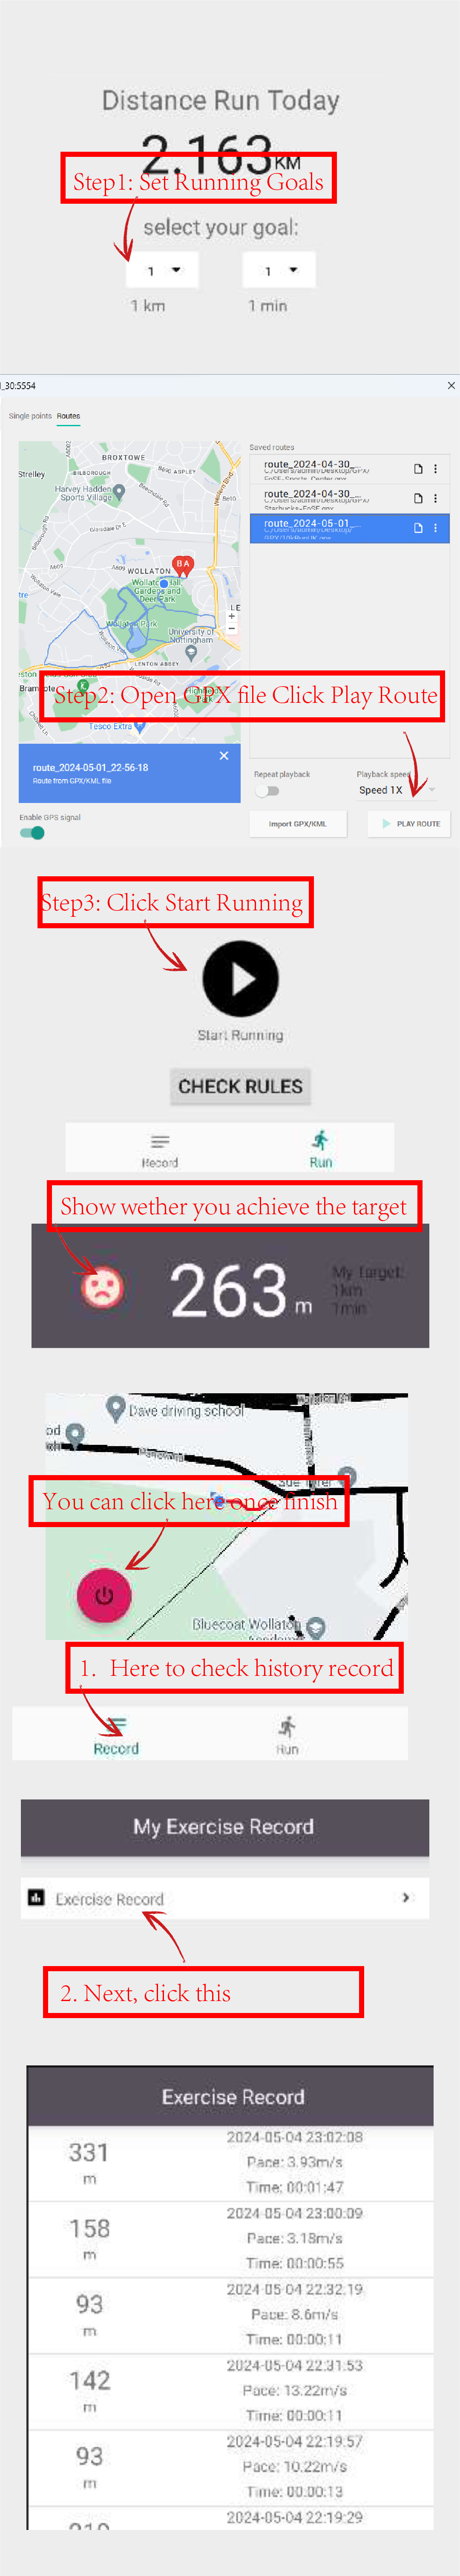 Distance Run Today
2.163 KM
Step1: Set Running Goals
select your goal:
1 1
1 km 1 min
_30:5554
Single points Routes
Saved routes
route_2024-04-30_...
route_2024-04-30_...
route_2024-05-01_...
BROXTOWE
BILBOROUGH
ASPLEY
Strelley
Harvey Hadden
Sports Village
Glaisdale Dr E
A609
WOLLATON
B A
Wollaton Hall,
Gardens and
Deer Park
Wollaton Park
University of
Nottingham
LENTON ABBEY
Bramcote
Highfields
Tesco Extra
Step2: Open GPX file Click Play Route
route_2024-05-01_22-56-18
Route from GPX/KML file
Repeat playback
Playback speed
Speed 1X
Enable GPS signal
Import GPX/KML
PLAY ROUTE
Step3: Click Start Running
Start Running
CHECK RULES
Record Run
Show wether you achieve the target
263 m
My Target:
1km
1min
Dave driving school
You can click here once finish
Bluecoat Wollaton
Academy
1. Here to check history record
Record Run
My Exercise Record
Exercise Record
2. Next, click this
Exercise Record
331
m
2024-05-04 23:02:08
Pace: 3.93m/s
Time: 00:01:47
158
m
2024-05-04 23:00:09
Pace: 3.18m/s
Time: 00:00:55
93
m
2024-05-04 22:32:19
Pace: 8.6m/s
Time: 00:00:11
142
m
2024-05-04 22:31:53
Pace: 13.22m/s
Time: 00:00:11
93
m
2024-05-04 22:19:57
Pace: 10.22m/s
Time: 00:00:13
2024-05-04 22:19:29